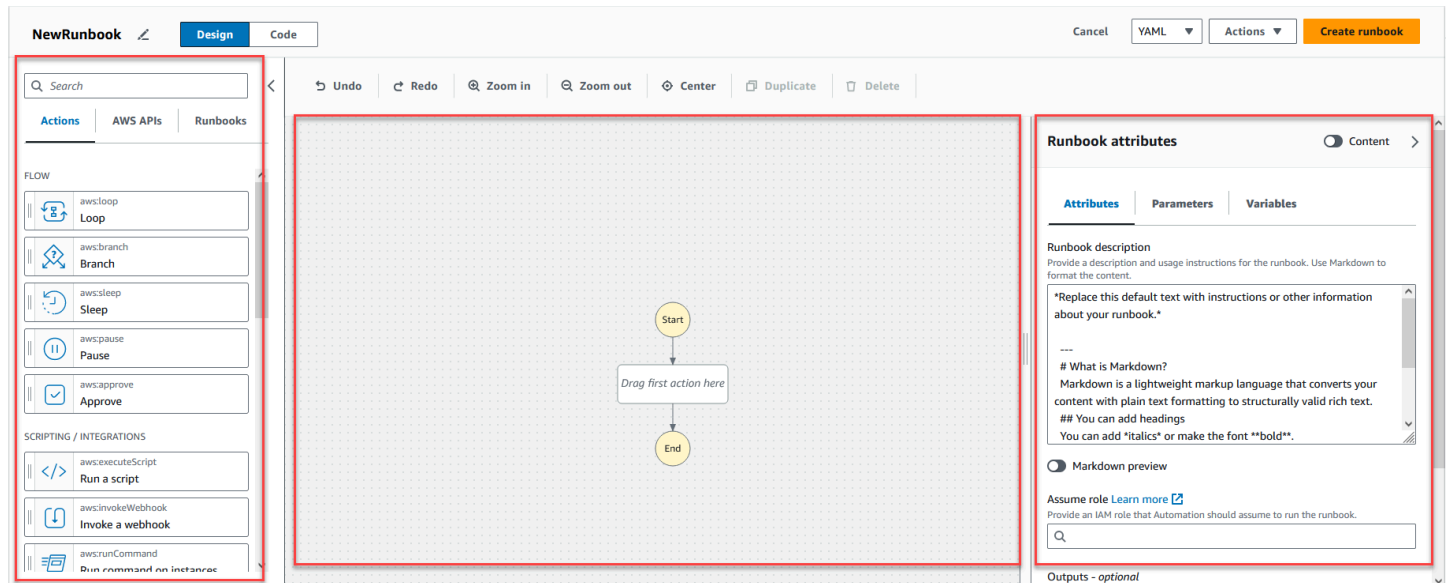 NewRunbook
Design
Code
Cancel
YAML
Actions
Create runbook
Search
Actions
AWS APIs
Runbooks
FLOW
aws:loop
Loop
aws:branch
Branch
aws:sleep
Sleep
aws:pause
Pause
aws:approve
Approve
SCRIPTING / INTEGRATIONS
aws:executeScript
Run a script
aws:invokeWebhook
Invoke a webhook
aws:runCommand
Run command on instances
Undo
Redo
Zoom in
Zoom out
Center
Duplicate
Delete
Start
Drag first action here
End
Runbook attributes
Content
Attributes
Parameters
Variables
Runbook description
Provide a description and usage instructions for the runbook. Use Markdown to
format the content.
*Replace this default text with instructions or other information
about your runbook.*
---
# What is Markdown?
Markdown is a lightweight markup language that converts your
content with plain text formatting to structurally valid rich text.
## You can add headings
You can add *italics* or make the font **bold**.
Markdown preview
Assume role Learn more
Provide an IAM role that Automation should assume to run the runbook.
Outputs - optional